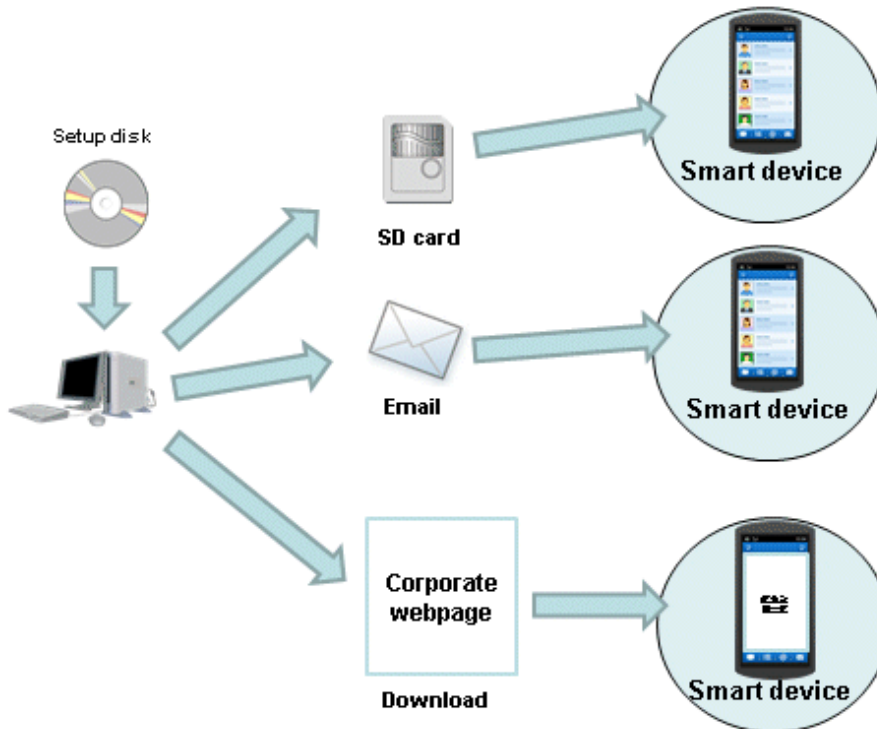 Setup disk
SD card
Smart device
Email
Smart device
Corporate
webpage
Download
Smart device